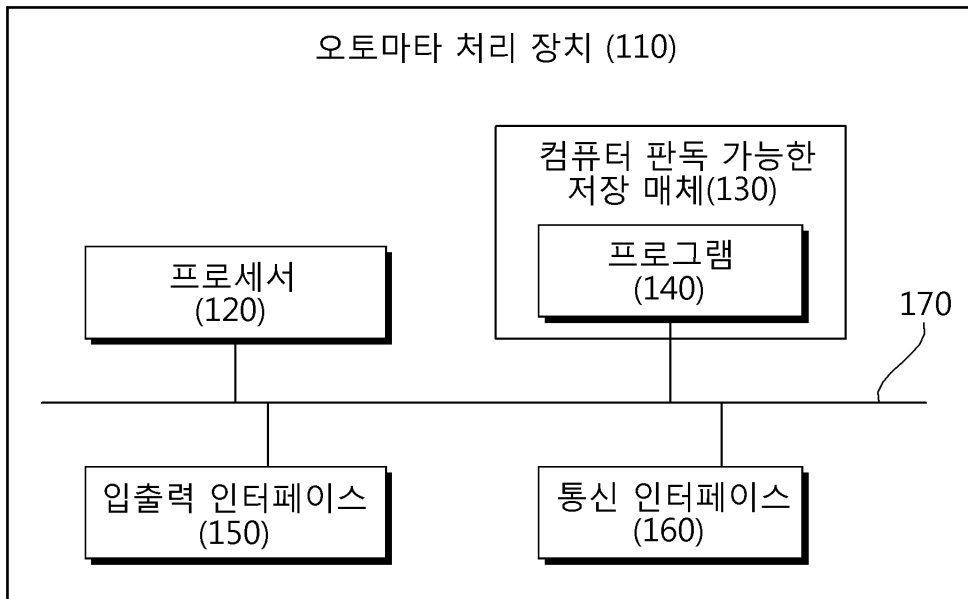 오토마타 처리 장치 (110)
컴퓨터 판독 가능한
저장 매체(130)
프로그램
(140)
프로세서
(120)
170
입출력 인터페이스
(150)
통신 인터페이스
(160)